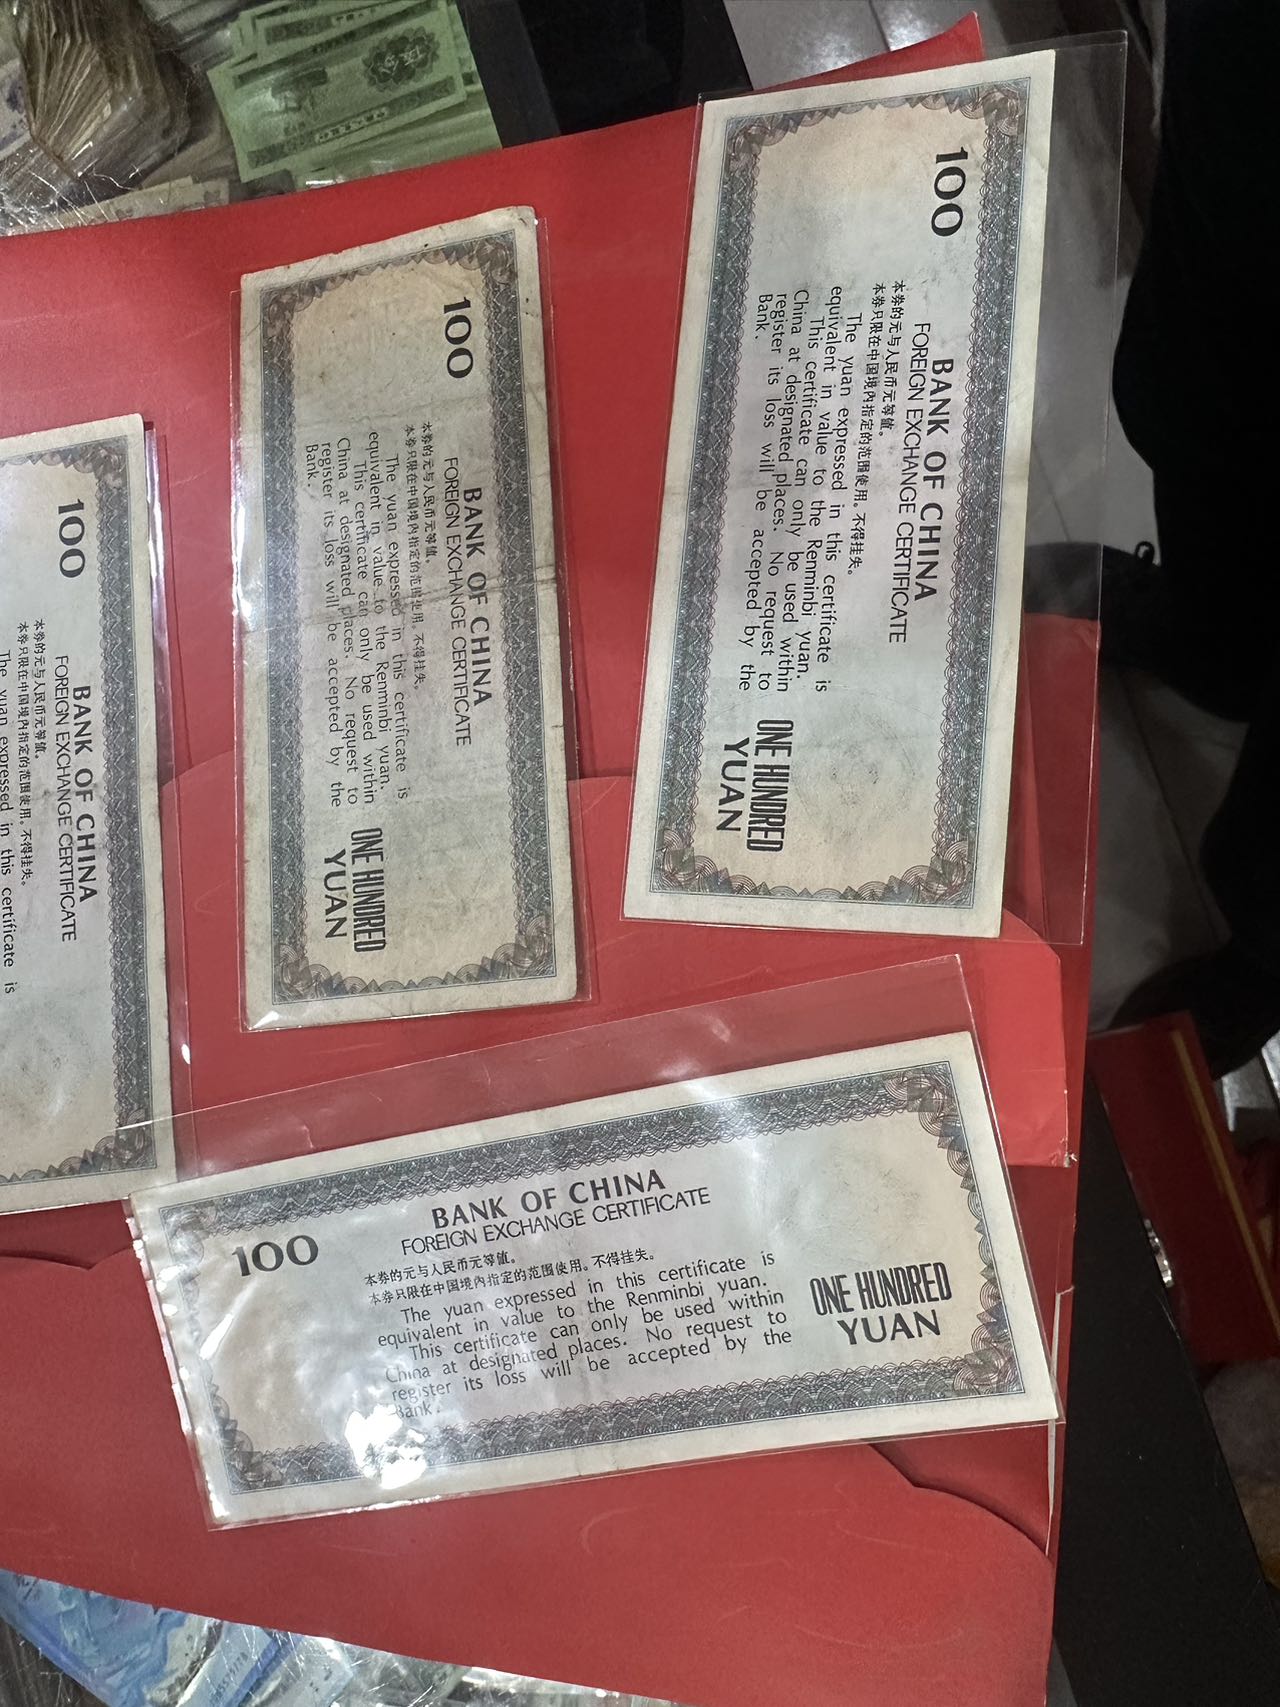 伍分
100
BANK OF CHINA
FOREIGN EXCHANGE CERTIFICATE
本券的元与人民币元等值。
本券只限在中国境内指定的范围使用。不得挂失。
The yuan expressed in this certificate is
equivalent in value to the Renminbi yuan.
This certificate can only be used within
China at designated places. No request to
register its loss will be accepted by the
Bank.
ONE HUNDRED
YUAN
100
BANK OF CHINA
FOREIGN EXCHANGE CERTIFICATE
本券的元与人民币元等值。
本券只限在中国境内指定的范围使用。不得挂失。
The yuan expressed in this certificate is
equivalent in value to the Renminbi yuan.
This certificate can only be used within
China at designated places. No request to
register its loss will be accepted by the
Bank.
ONE HUNDRED
YUAN
100
BANK OF CHINA
FOREIGN EXCHANGE CERTIFICATE
本券的元与人民币元等值。
本券只限在中国境内指定的范围使用。不得挂失。
The yuan expressed in this certificate is
100
BANK OF CHINA
FOREIGN EXCHANGE CERTIFICATE
本券的元与人民币元等值。
本券只限在中国境内指定的范围使用。不得挂失。
The yuan expressed in this certificate is
equivalent in value to the Renminbi yuan.
This certificate can only be used within
China at designated places. No request to
register its loss will be accepted by the
Bank.
ONE HUNDRED
YUAN